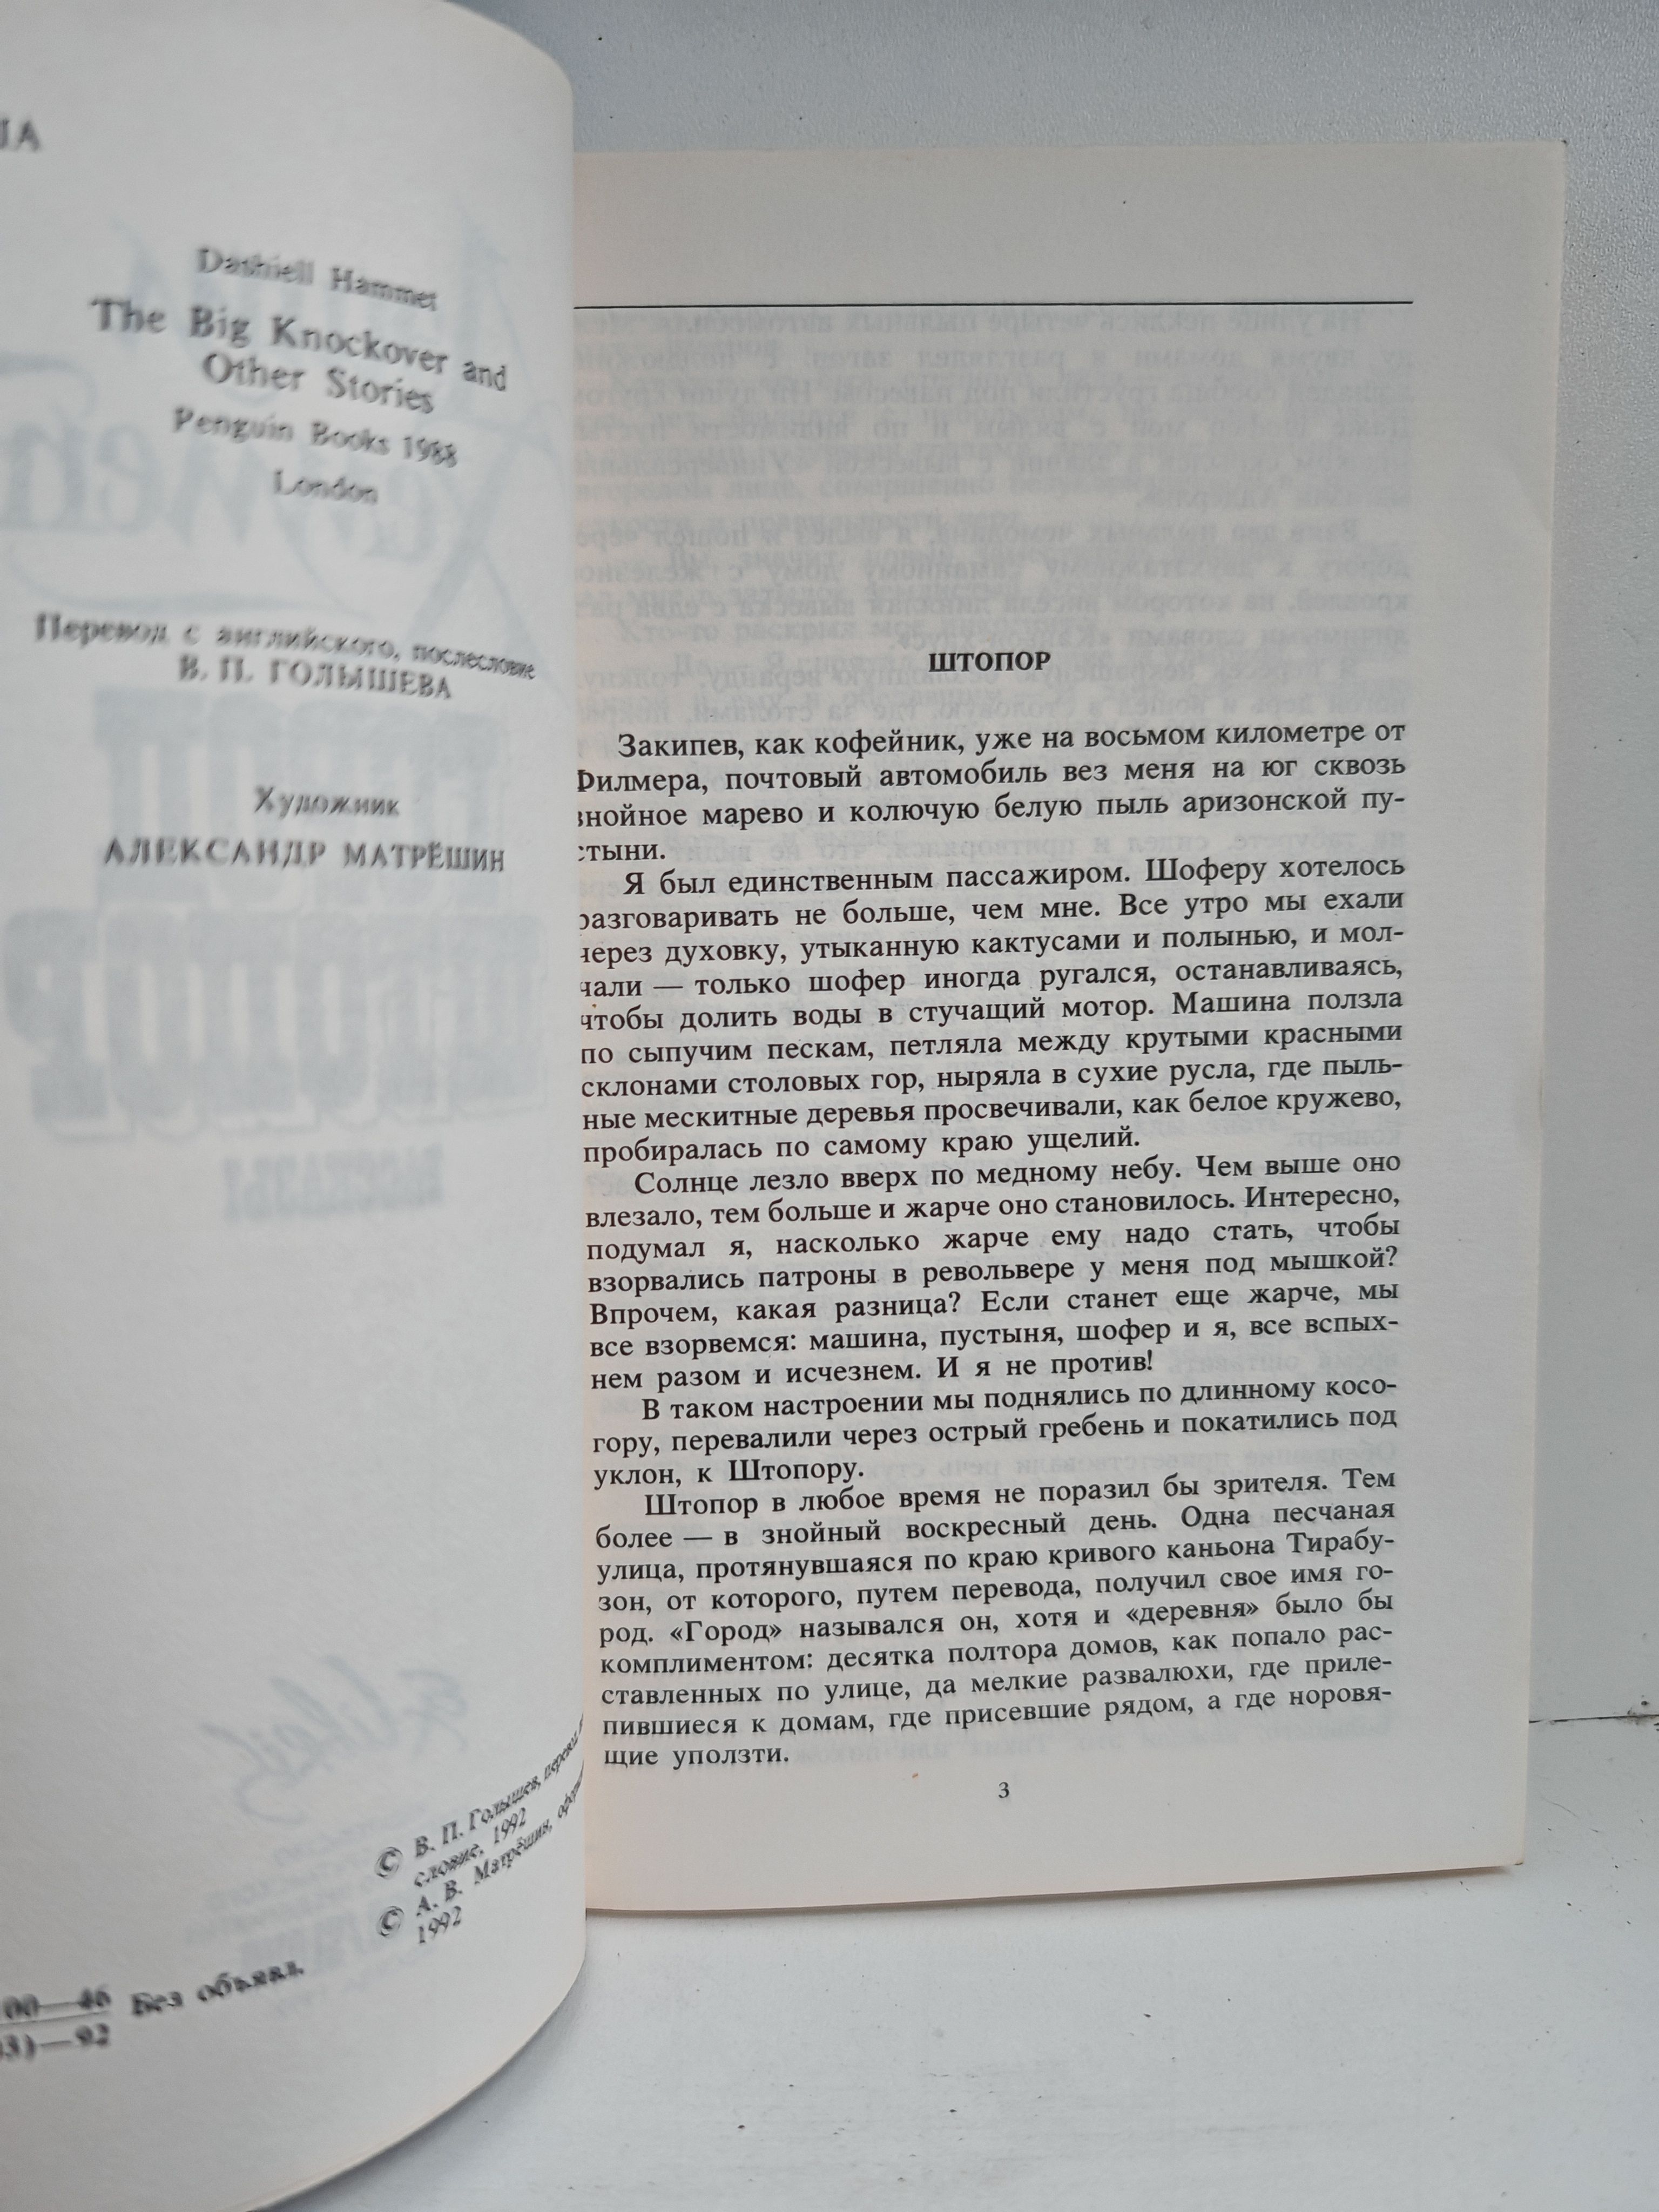 Dashiell Hammet
The Big Knockover and
Other Stories
Penguin Books 1988
London
Перевод с английского, послесловие
В. П. ГОЛЫШЕВА
Художник
АЛЕКСАНДР МАТРЁШИН
© В. П. Голышев,
словие, 1992
© А. В. Матрёшин,
1992
00—46 Без объявл.
3)—92
ШТОПОР
Закипев, как кофейник, уже на восьмом километре от
Филмера, почтовый автомобиль вез меня на юг сквозь
знойное марево и колючую белую пыль аризонской пу-
стыни.
Я был единственным пассажиром. Шоферу хотелось
разговаривать не больше, чем мне. Все утро мы ехали
через духовку, утыканную кактусами и полынью, и мол-
чали — только шофер иногда ругался, останавливаясь,
чтобы долить воды в стучащий мотор. Машина ползла
по сыпучим пескам, петляла между крутыми красными
склонами столовых гор, ныряла в сухие русла, где пыль-
ные мескитные деревья просвечивали, как белое кружево,
пробиралась по самому краю ущелий.
Солнце лезло вверх по медному небу. Чем выше оно
влезало, тем больше и жарче оно становилось. Интересно,
подумал я, насколько жарче ему надо стать, чтобы
взорвались патроны в револьвере у меня под мышкой?
Впрочем, какая разница? Если станет еще жарче, мы
все взорвемся: машина, пустыня, шофер и я, все вспых-
нем разом и исчезнем. И я не против!
В таком настроении мы поднялись по длинному косо-
гору, перевалили через острый гребень и покатились под
уклон, к Штопору.
Штопор в любое время не поразил бы зрителя. Тем
более — в знойный воскресный день. Одна песчаная
улица, протянувшаяся по краю кривого каньона Тирабу-
зон, от которого, путем перевода, получил свое имя го-
род. «Город» назывался он, хотя и «деревня» было бы
комплиментом: десятка полтора домов, как попало рас-
ставленных по улице, да мелкие развалюхи, где приле-
пившиеся к домам, где присевшие рядом, а где норовя-
щие уползти.
3